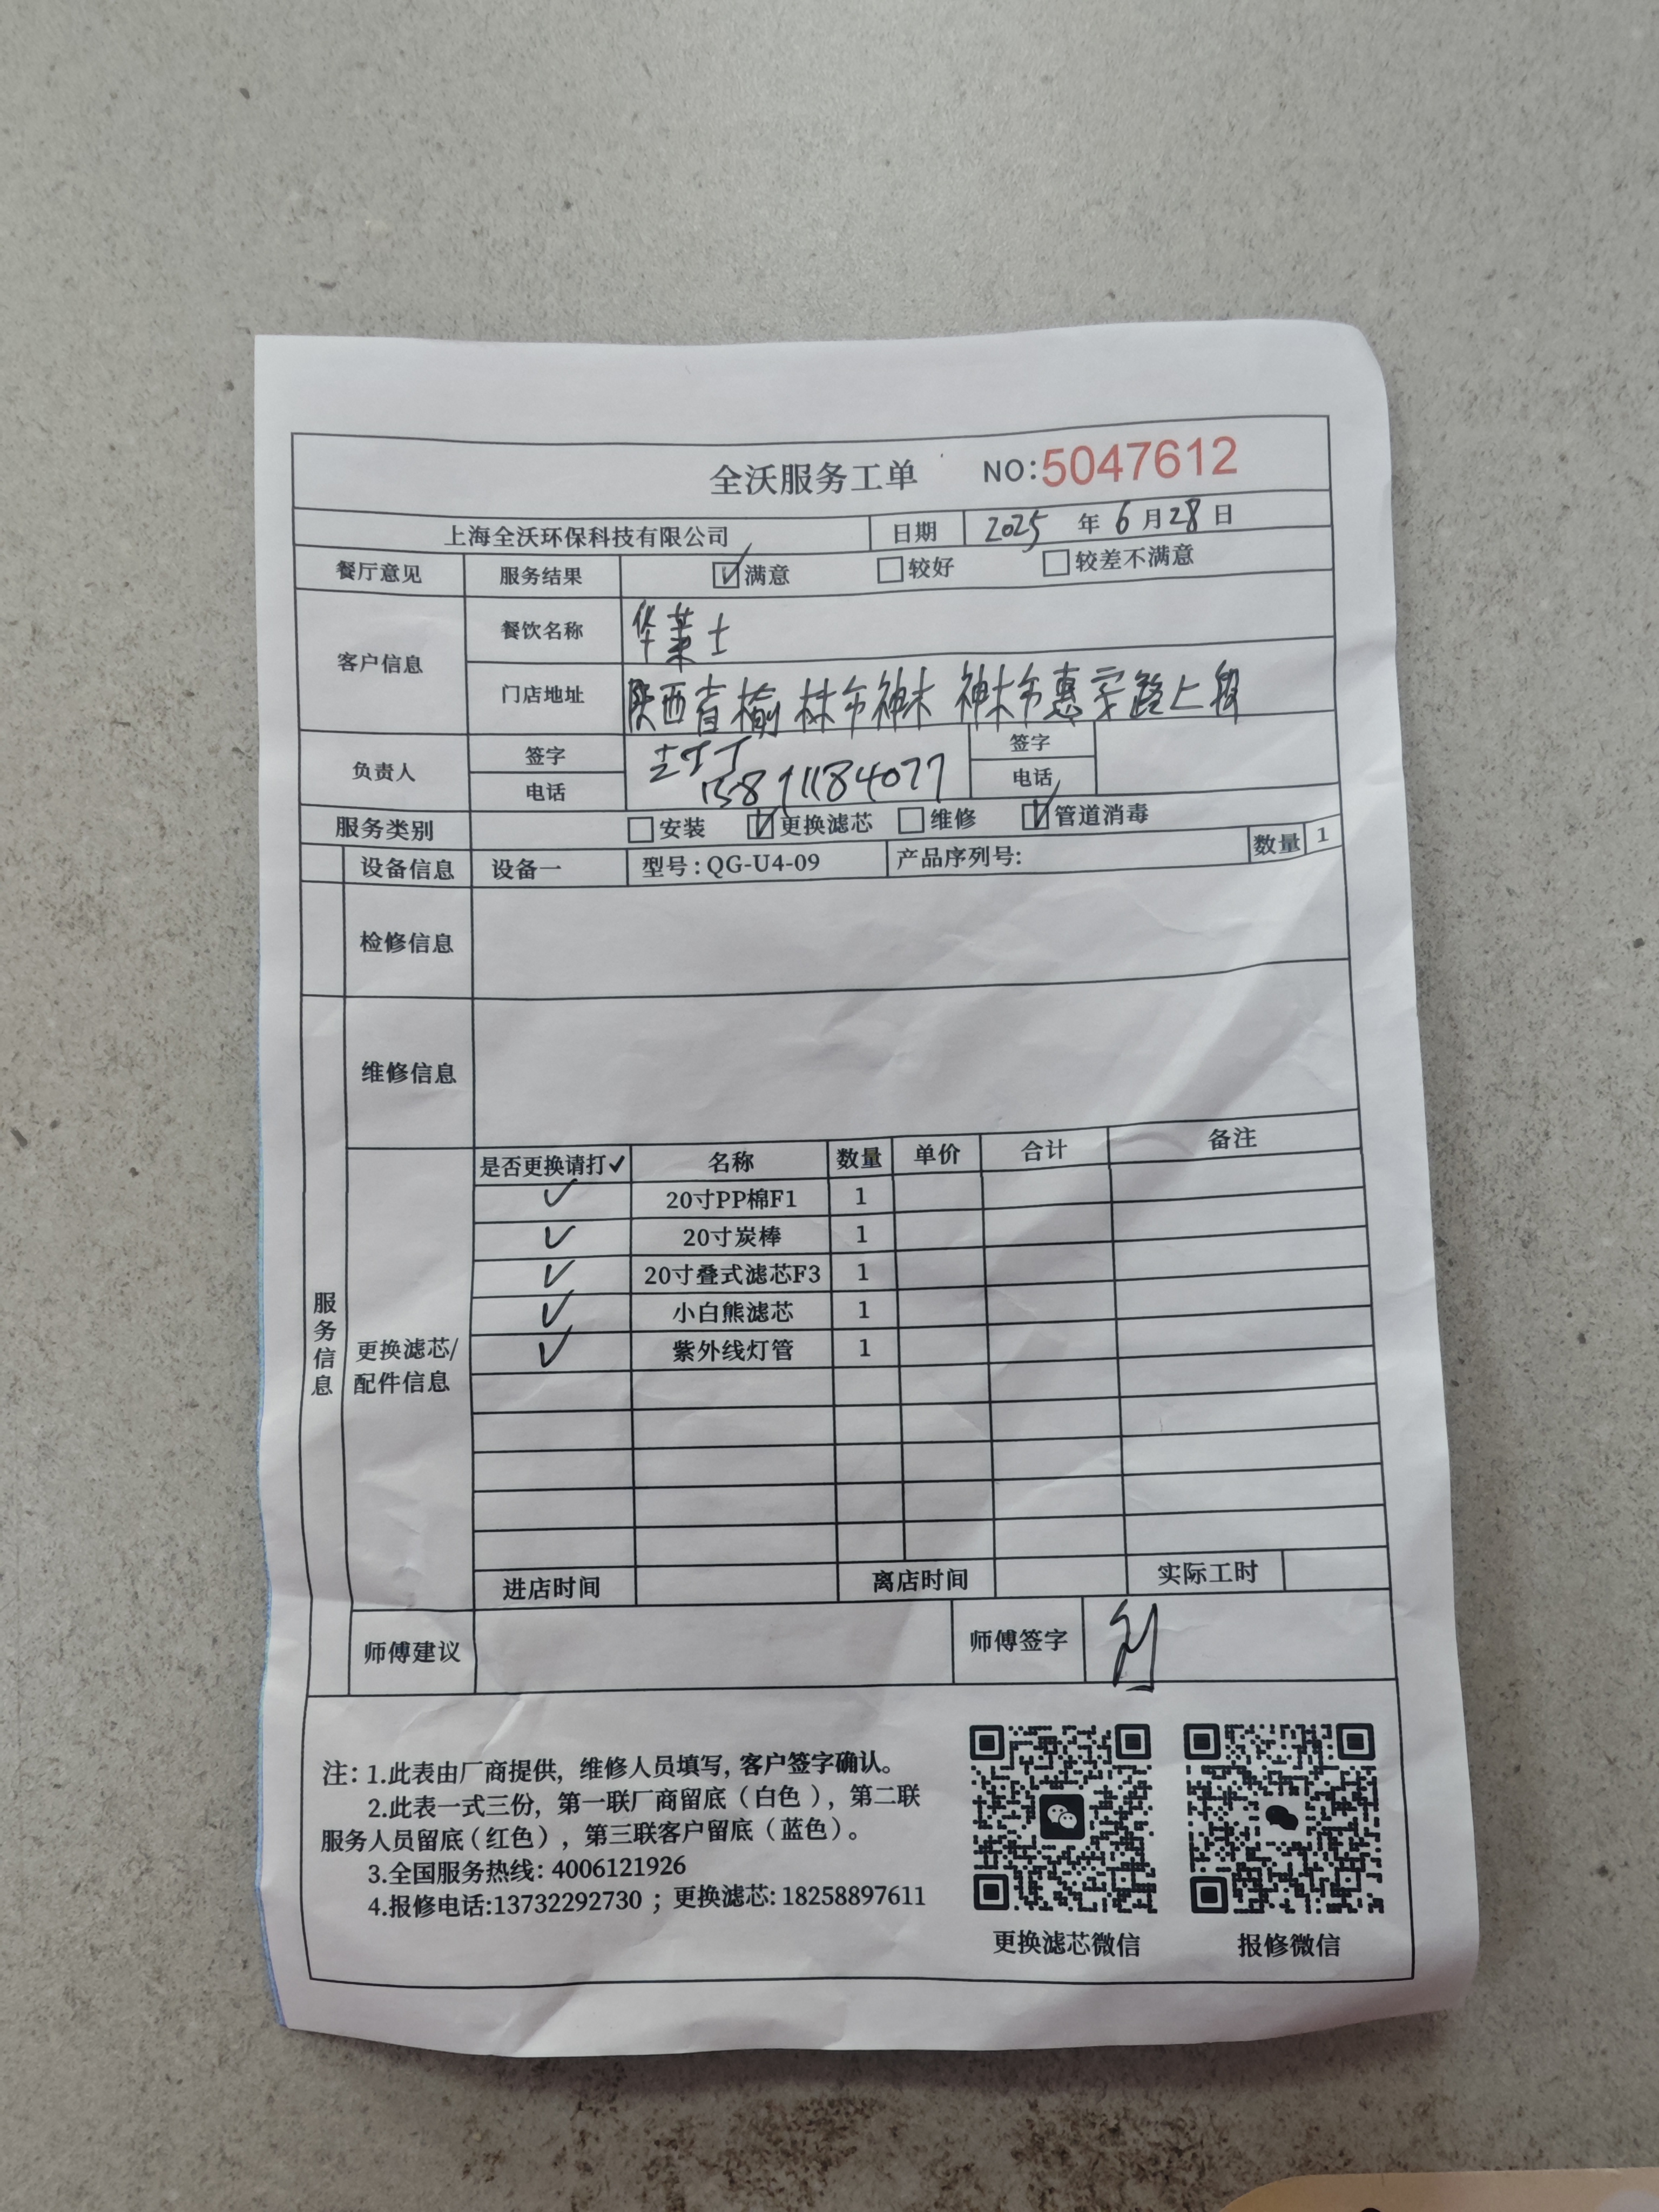 全沃服务工单 NO:5047612
上海全沃环保科技有限公司 日期 2025 年 6 月 28 日
餐厅意见 服务结果 ☑满意 □较好 □较差不满意
客户信息 餐饮名称 华莱士
门店地址 陕西省榆林市神木 神木市惠宇路上段
负责人 签字 签字
电话 15891184077 电话
服务类别 □安装 ☑更换滤芯 □维修 ☑管道消毒
设备信息 设备一 型号:QG-U4-09 产品序列号: 数量 1
检修信息
维修信息
服务信息
更换滤芯/
配件信息
是否更换请打✓ 名称 数量 单价 合计 备注
✓ 20寸PP棉F1 1
✓ 20寸炭棒 1
✓ 20寸叠式滤芯F3 1
✓ 小白熊滤芯 1
✓ 紫外线灯管 1
进店时间 离店时间 实际工时
师傅建议 师傅签字
注: 1.此表由厂商提供, 维修人员填写, 客户签字确认。
2.此表一式三份, 第一联厂商留底（白色）, 第二联
服务人员留底（红色）, 第三联客户留底（蓝色）。
3.全国服务热线: 4006121926
4.报修电话:13732292730 ; 更换滤芯: 18258897611
更换滤芯微信 报修微信